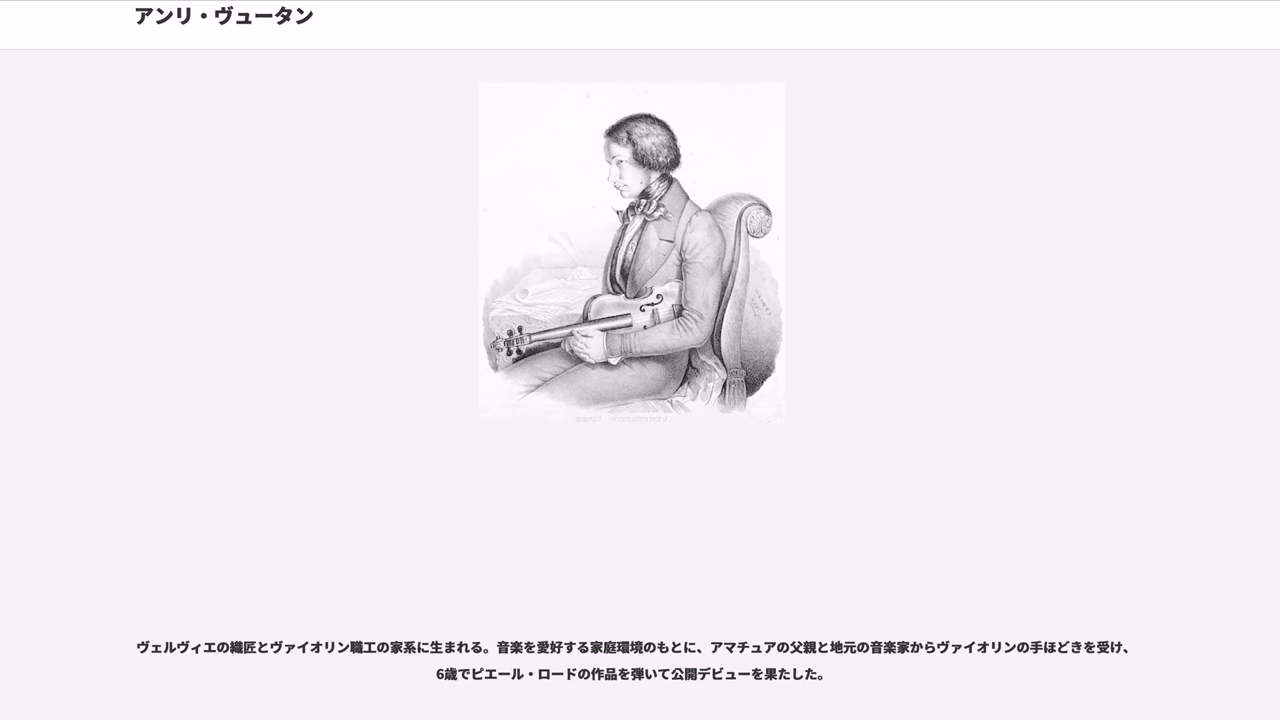 アンリ・ヴュータン
ヴェルヴィエの織匠とヴァイオリン職工の家系に生まれる。音楽を愛好する家庭環境のもとに、アマチュアの父親と地元の音楽家からヴァイオリンの手ほどきを受け、
6歳でピエール・ロードの作品を弾いて公開デビューを果たした。